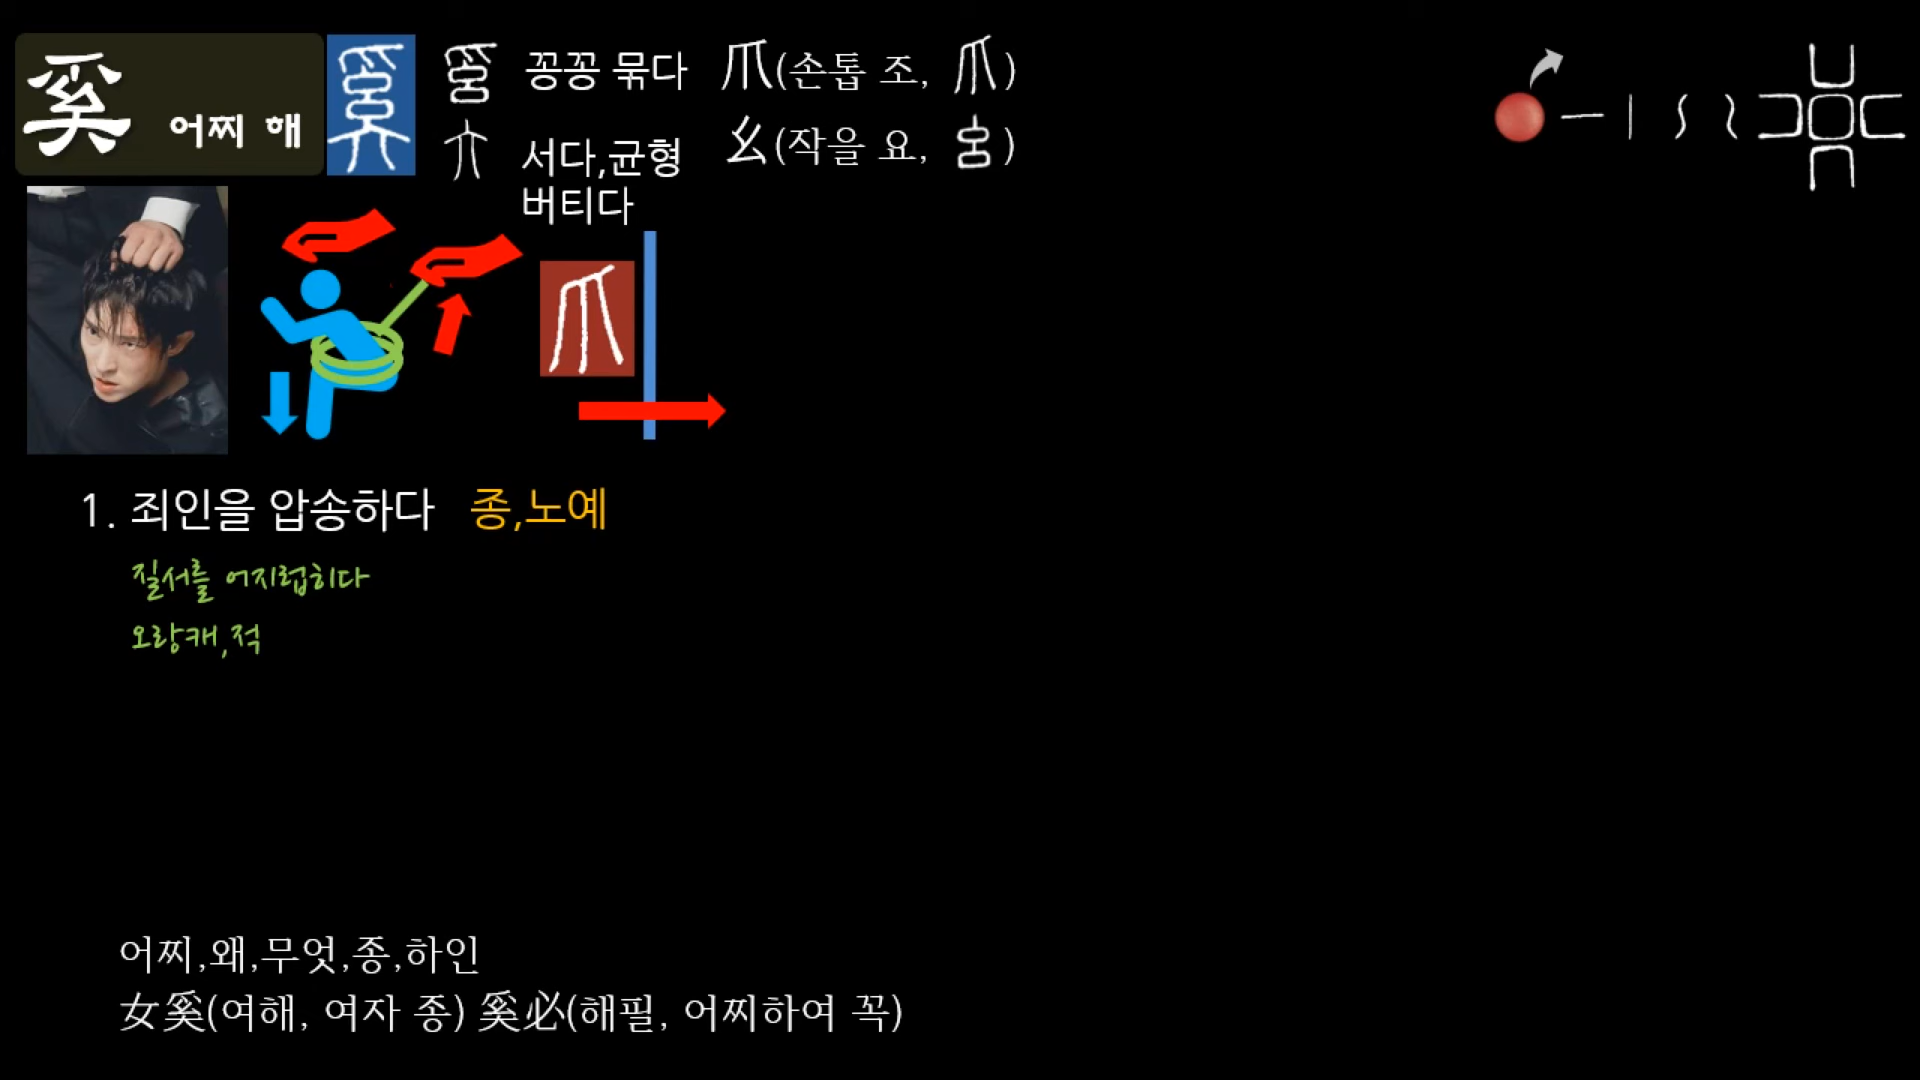 奚 어찌 해
꽁꽁 묶다 爪(손톱 조, 爪)
서다,균형 幺(작을 요, )
버티다
爪
1. 죄인을 압송하다 종,노예
질서를 어지럽히다
오랑캐,적
어찌,왜,무엇,종,하인
女奚(여해, 여자 종) 奚必(해필, 어찌하여 꼭)